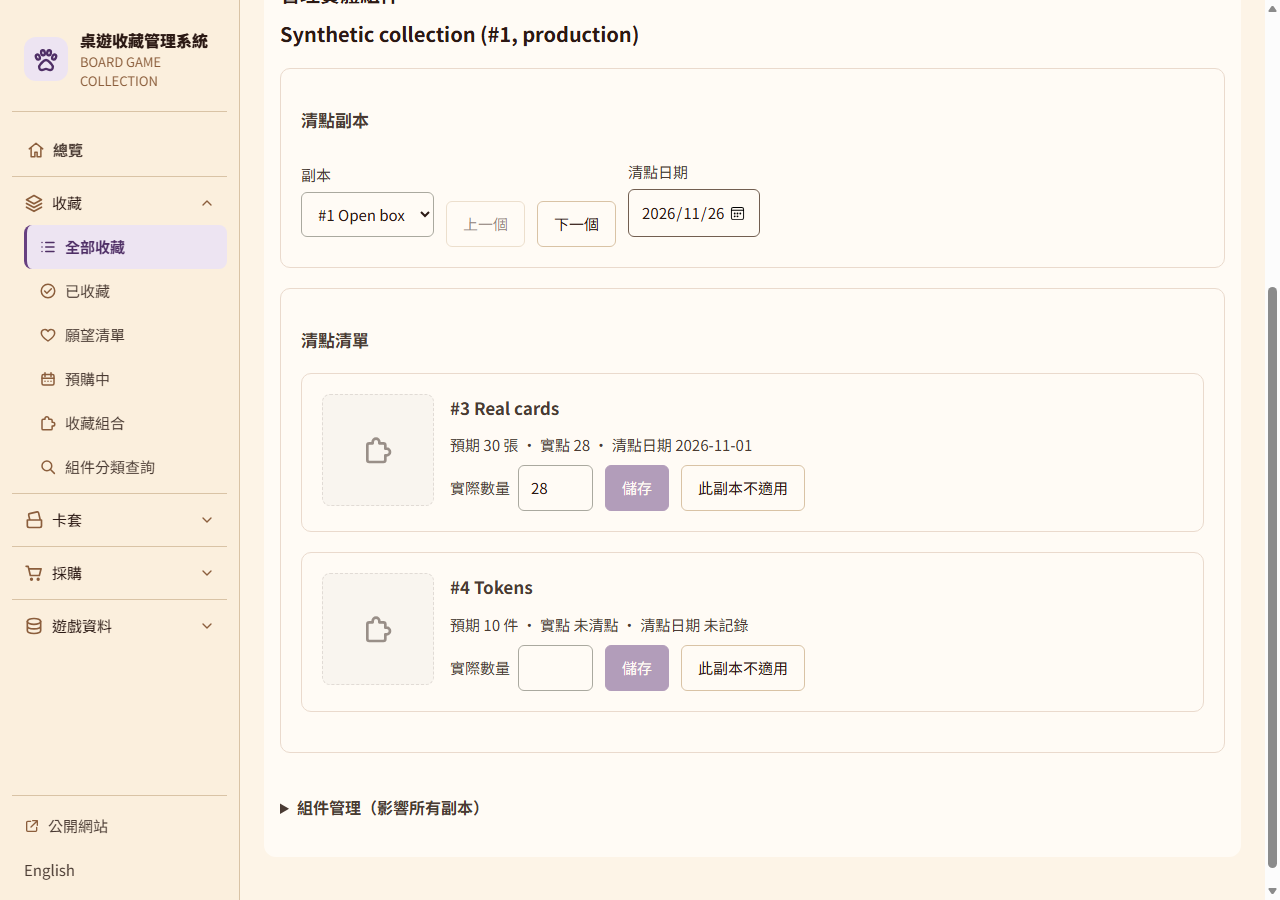 桌遊收藏管理系統
BOARD GAME
COLLECTION
總覽
收藏
全部收藏
已收藏
願望清單
預購中
收藏組合
組件分類查詢
卡套
採購
遊戲資料
公開網站
English
管理實體組件
Synthetic collection (#1, production)
清點副本
副本
#1 Open box
上一個
下一個
清點日期
2026/11/26
清點清單
#3 Real cards
預期 30 張 · 實點 28 · 清點日期 2026-11-01
實際數量 28 儲存 此副本不適用
#4 Tokens
預期 10 件 · 實點 未清點 · 清點日期 未記錄
實際數量 儲存 此副本不適用
組件管理（影響所有副本）